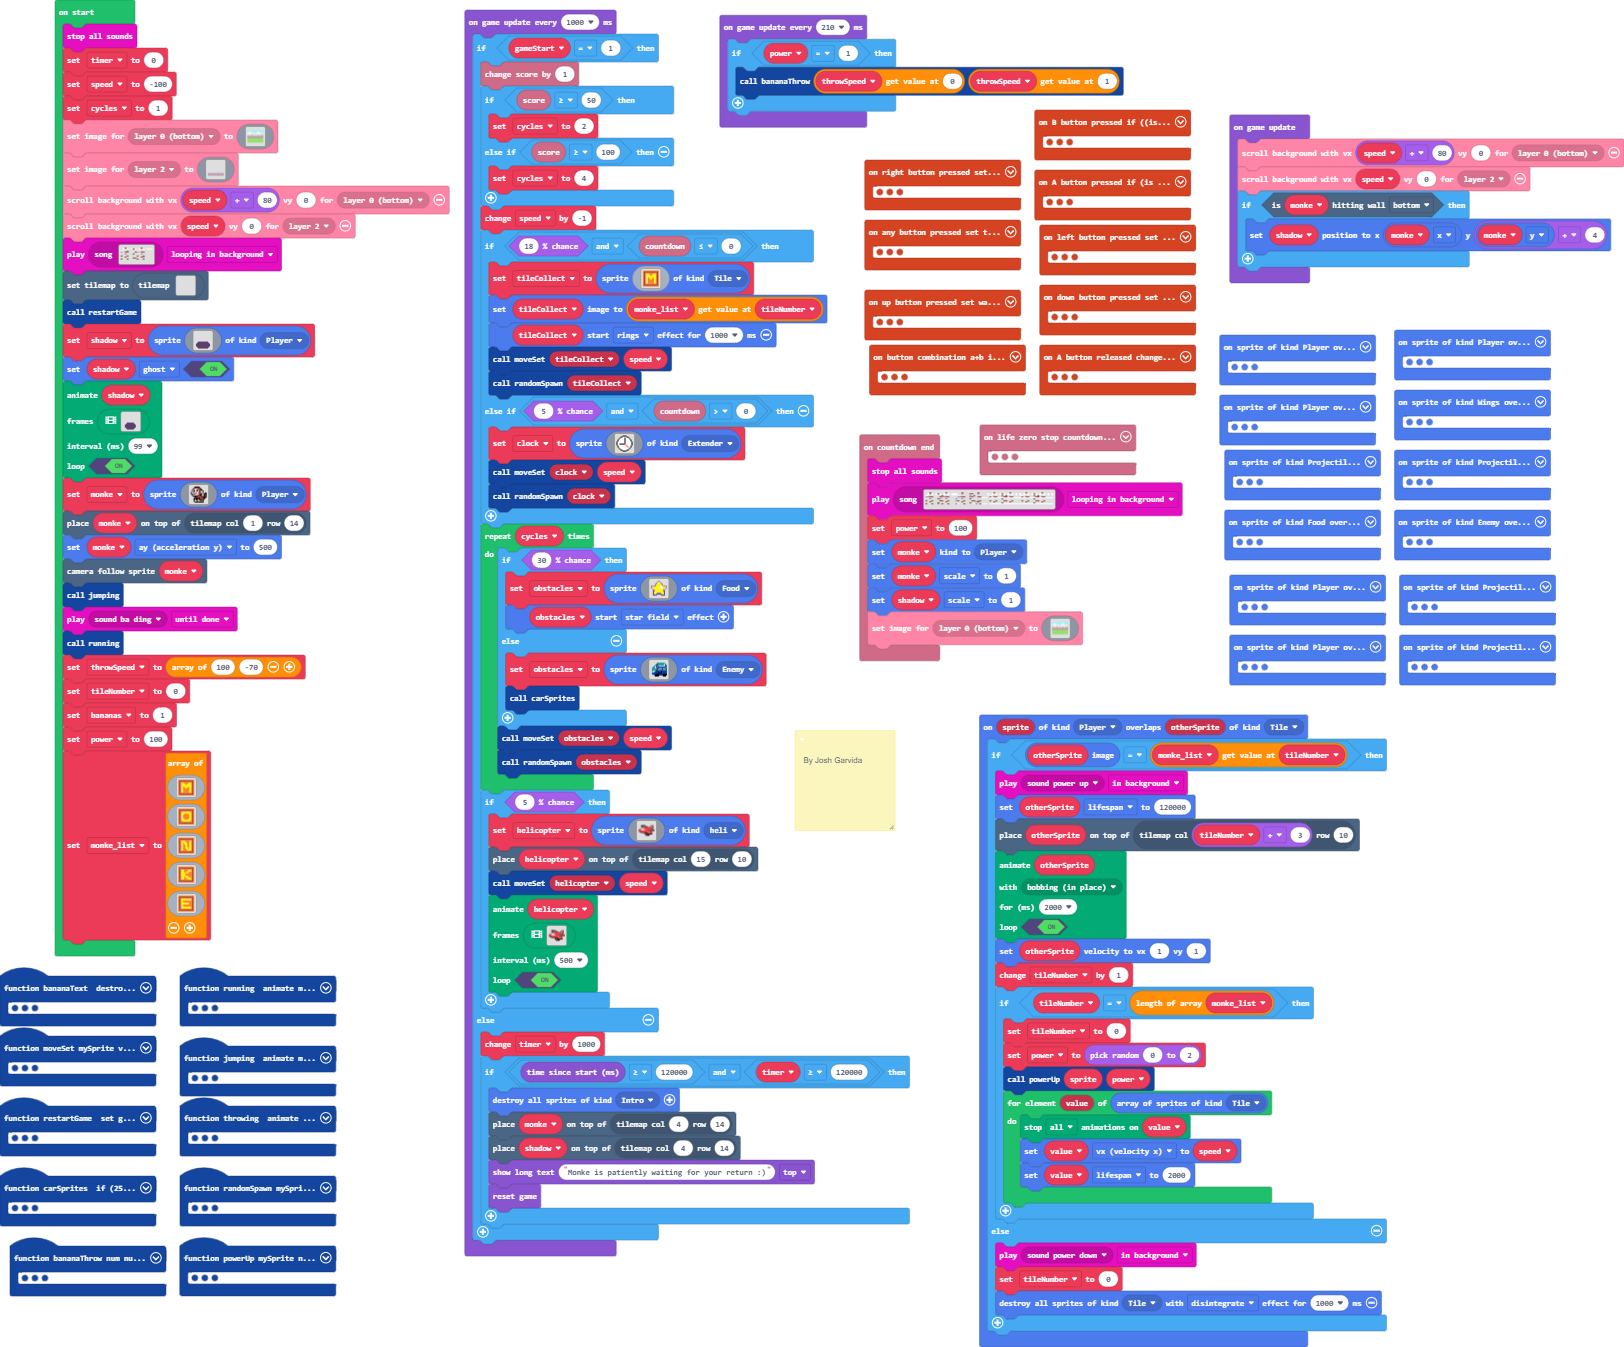 on start
stop all sounds
set timer to 0
set speed to -100
set cycles to 1
set image for layer 0 (bottom) to
set image for layer 2 to
scroll background with vx speed ÷ 80 vy 0 for layer 0 (bottom)
scroll background with vx speed vy 0 for layer 2
play song looping in background
set tilemap to tilemap
call restartGame
set shadow to sprite of kind Player
set shadow ghost ON
animate shadow
frames
interval (ms) 99
loop ON
set monke to sprite of kind Player
place monke on top of tilemap col 1 row 14
set monke ay (acceleration y) to 500
camera follow sprite monke
call jumping
play sound ba ding until done
call running
set throwSpeed to array of 100 -70
set tileNumber to 0
set bananas to 1
set power to 100
set monke_list to array of
M
O
N
K
E
function bananaText destro...
function running animate m...
function moveSet mySprite v...
function jumping animate m...
function restartGame set g...
function throwing animate ...
function carSprites if (25...
function randomSpawn mySpri...
function bananaThrow num nu...
function powerUp mySprite n...
on game update every 1000 ms
if gameStart = 1 then
change score by 1
if score ≥ 50 then
set cycles to 2
else if score ≥ 100 then
set cycles to 4
change speed by -1
if 18 % chance and countdown ≤ 0 then
set tileCollect to sprite M of kind Tile
set tileCollect image to monke_list get value at tileNumber
tileCollect start rings effect for 1000 ms
call moveSet tileCollect speed
call randomSpawn tileCollect
else if 5 % chance and countdown > 0 then
set clock to sprite of kind Extender
call moveSet clock speed
call randomSpawn clock
repeat cycles times
do
if 30 % chance then
set obstacles to sprite of kind Food
obstacles start star field effect
else
set obstacles to sprite of kind Enemy
call carSprites
call moveSet obstacles speed
call randomSpawn obstacles
if 5 % chance then
set helicopter to sprite of kind heli
place helicopter on top of tilemap col 15 row 10
call moveSet helicopter speed
animate helicopter
frames
interval (ms) 500
loop ON
else
change timer by 1000
if time since start (ms) ≥ 120000 and timer ≥ 120000 then
destroy all sprites of kind Intro
place monke on top of tilemap col 4 row 14
place shadow on top of tilemap col 4 row 14
show long text "Monke is patiently waiting for your return :)" top
reset game
on game update every 210 ms
if power = 1 then
call bananaThrow throwSpeed get value at 0 throwSpeed get value at 1
on B button pressed if ((is...
on right button pressed set...
on A button pressed if (is ...
on any button pressed set t...
on left button pressed set ...
on up button pressed set wa...
on down button pressed set ...
on button combination a+b i...
on A button released change...
on game update
scroll background with vx speed ÷ 80 vy 0 for layer 0 (bottom)
scroll background with vx speed vy 0 for layer 2
if is monke hitting wall bottom then
set shadow position to x monke x y monke y + 4
on sprite of kind Player ov...
on sprite of kind Player ov...
on sprite of kind Player ov...
on sprite of kind Wings ove...
on sprite of kind Projectil...
on sprite of kind Projectil...
on sprite of kind Food over...
on sprite of kind Enemy ove...
on sprite of kind Player ov...
on sprite of kind Projectil...
on sprite of kind Player ov...
on sprite of kind Projectil...
on life zero stop countdown...
on countdown end
stop all sounds
play song looping in background
set power to 100
set monke kind to Player
set monke scale to 1
set shadow scale to 1
set image for layer 0 (bottom) to
By Josh Garvida
on sprite of kind Player overlaps otherSprite of kind Tile
if otherSprite image = monke_list get value at tileNumber then
play sound power up in background
set otherSprite lifespan to 120000
place otherSprite on top of tilemap col tileNumber + 3 row 10
animate otherSprite
with bobbing (in place)
for (ms) 2000
loop ON
set otherSprite velocity to vx 1 vy 1
change tileNumber by 1
if tileNumber = length of array monke_list then
set tileNumber to 0
set power to pick random 0 to 2
call powerUp sprite power
for element value of array of sprites of kind Tile
do
stop all animations on value
set value vx (velocity x) to speed
set value lifespan to 2000
else
play sound power down in background
set tileNumber to 0
destroy all sprites of kind Tile with disintegrate effect for 1000 ms